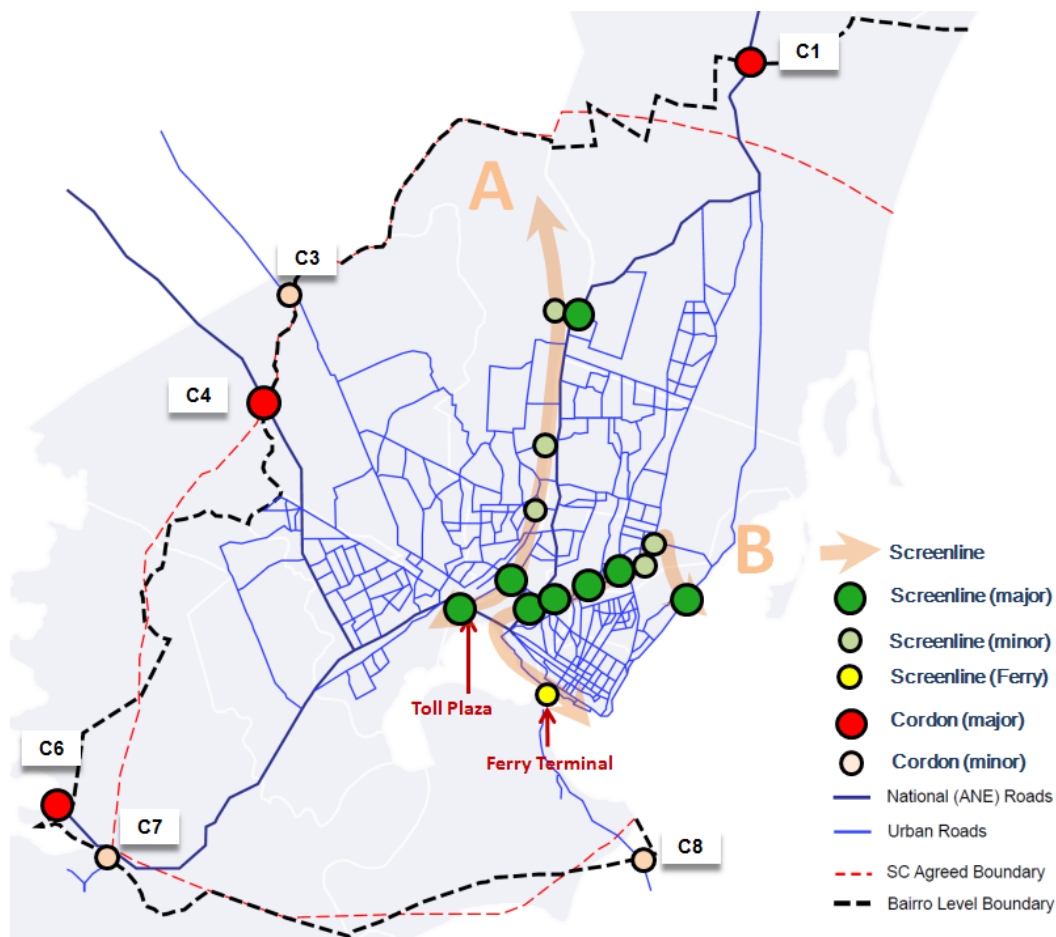 C1
A
C3
C4
B
Screenline
Screenline (major)
Screenline (minor)
Screenline (Ferry)
Toll Plaza
Cordon (major)
C6
Ferry Terminal
Cordon (minor)
National (ANE) Roads
C7
Urban Roads
C8
SC Agreed Boundary
Bairro Level Boundary